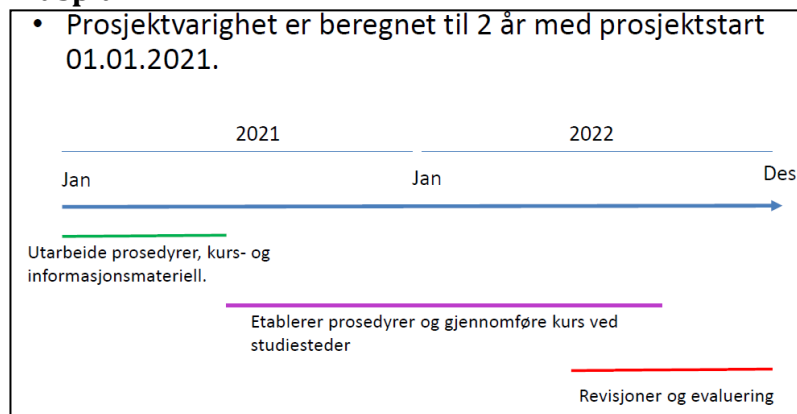 • Prosjektvarighet er beregnet til 2 år med prosjektstart
01.01.2021.
2021
2022
Jan
Jan
Des
Utarbeide prosedyrer, kurs- og
informasjonsmateriell.
Etablerer prosedyrer og gjennomføre kurs ved
studiesteder
Revisjoner og evaluering